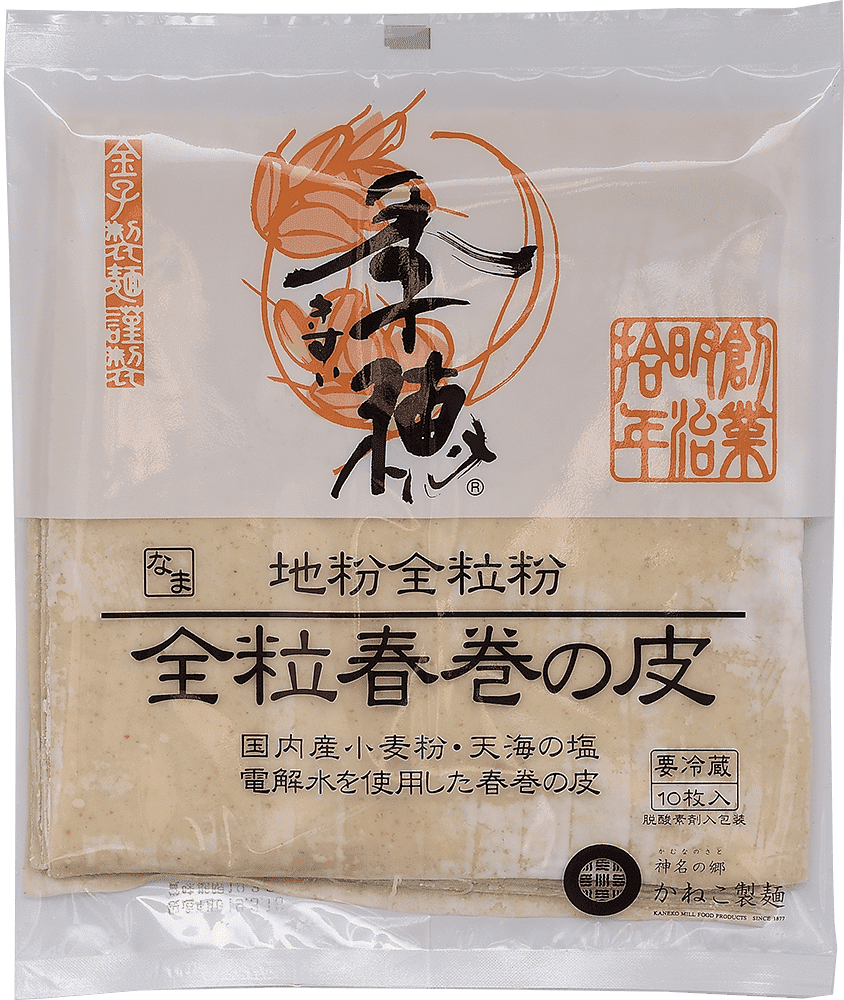 金子製麺謹製
季穂
きすい
®
創業
明治
拾年
なま
地粉全粒粉
全粒春巻の皮
国内産小麦粉・天海の塩
電解水を使用した春巻の皮
要冷蔵
10枚入
脱酸素剤入包装
かむなのさと
神名の郷
かねこ製麺
KANEKO MILL FOOD PRODUCTS SINCE 1877